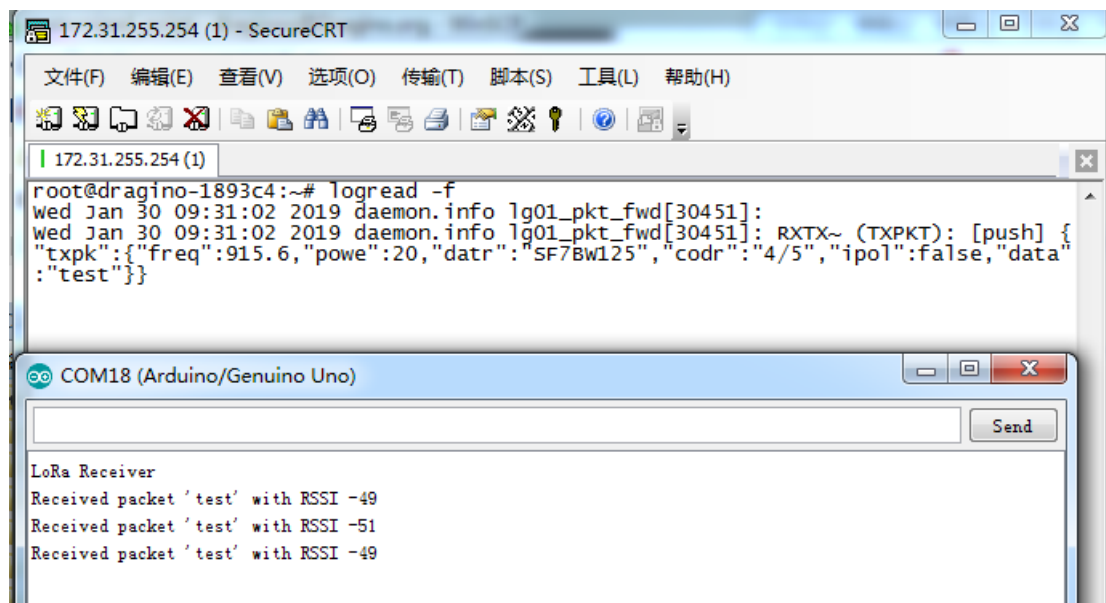 172.31.255.254 (1) - SecureCRT
文件(F) 编辑(E) 查看(V) 选项(O) 传输(T) 脚本(S) 工具(L) 帮助(H)
172.31.255.254 (1)
root@dragino-1893c4:~# logread -f
Wed Jan 30 09:31:02 2019 daemon.info lg01_pkt_fwd[30451]:
Wed Jan 30 09:31:02 2019 daemon.info lg01_pkt_fwd[30451]: RXTX~ (TXPKT): [push] {
"txpk":{"freq":915.6,"powe":20,"datr":"SF7BW125","codr":"4/5","ipol":false,"data"
:"test"}}
COM18 (Arduino/Genuino Uno)
Send
LoRa Receiver
Received packet 'test' with RSSI -49
Received packet 'test' with RSSI -51
Received packet 'test' with RSSI -49